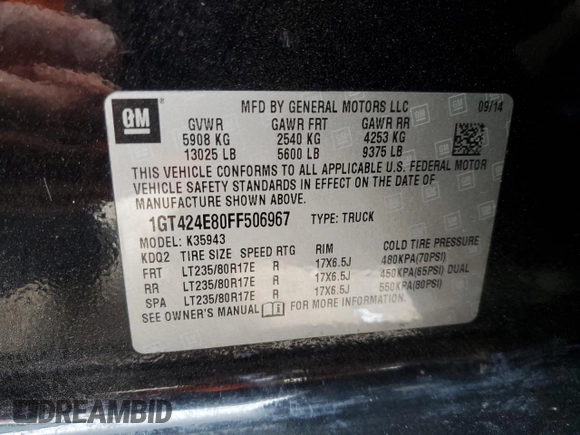 GM
MFD BY GENERAL MOTORS LLC 09/14
GVWR GAWR FRT GAWR RR
5908 KG 2540 KG 4253 KG
13025 LB 5600 LB 9375 LB
THIS VEHICLE CONFORMS TO ALL APPLICABLE U.S. FEDERAL MOTOR
VEHICLE SAFETY STANDARDS IN EFFECT ON THE DATE OF
MANUFACTURE SHOWN ABOVE.
1GT424E80FF506967 TYPE: TRUCK
MODEL: K35943
KDQ2 TIRE SIZE SPEED RTG RIM COLD TIRE PRESSURE
FRT LT235/80R17E R 17X6.5J 480KPA(70PSI)
RR LT235/80R17E R 17X6.5J 450KPA(65PSI) DUAL
SPA LT235/80R17E R 17X6.5J 550KPA(80PSI)
SEE OWNER'S MANUAL FOR MORE INFORMATION.
DREAMBID